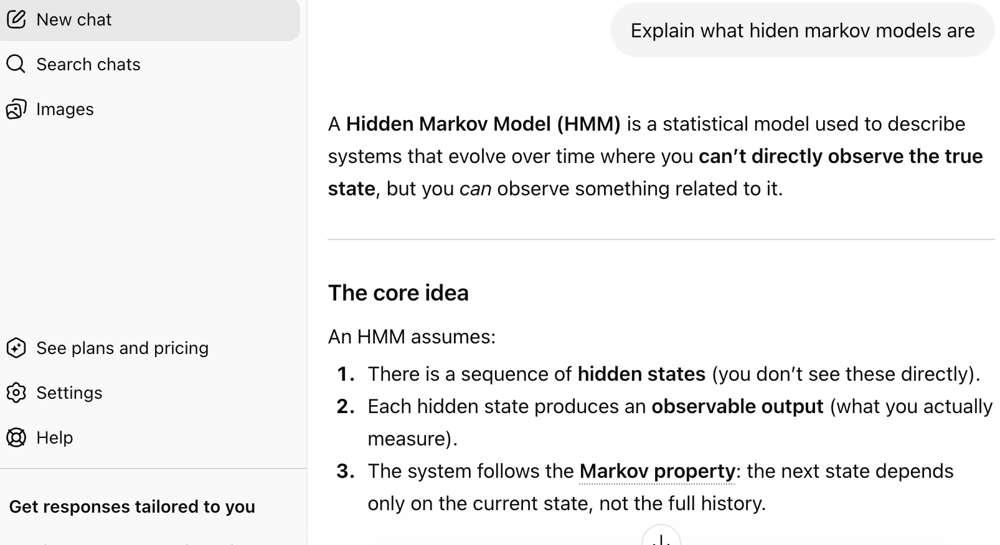 New chat
Search chats
Images
See plans and pricing
Settings
Help
Get responses tailored to you
Explain what hiden markov models are
A Hidden Markov Model (HMM) is a statistical model used to describe
systems that evolve over time where you can’t directly observe the true
state, but you can observe something related to it.
The core idea
An HMM assumes:
1. There is a sequence of hidden states (you don’t see these directly).
2. Each hidden state produces an observable output (what you actually
measure).
3. The system follows the Markov property: the next state depends
only on the current state, not the full history.